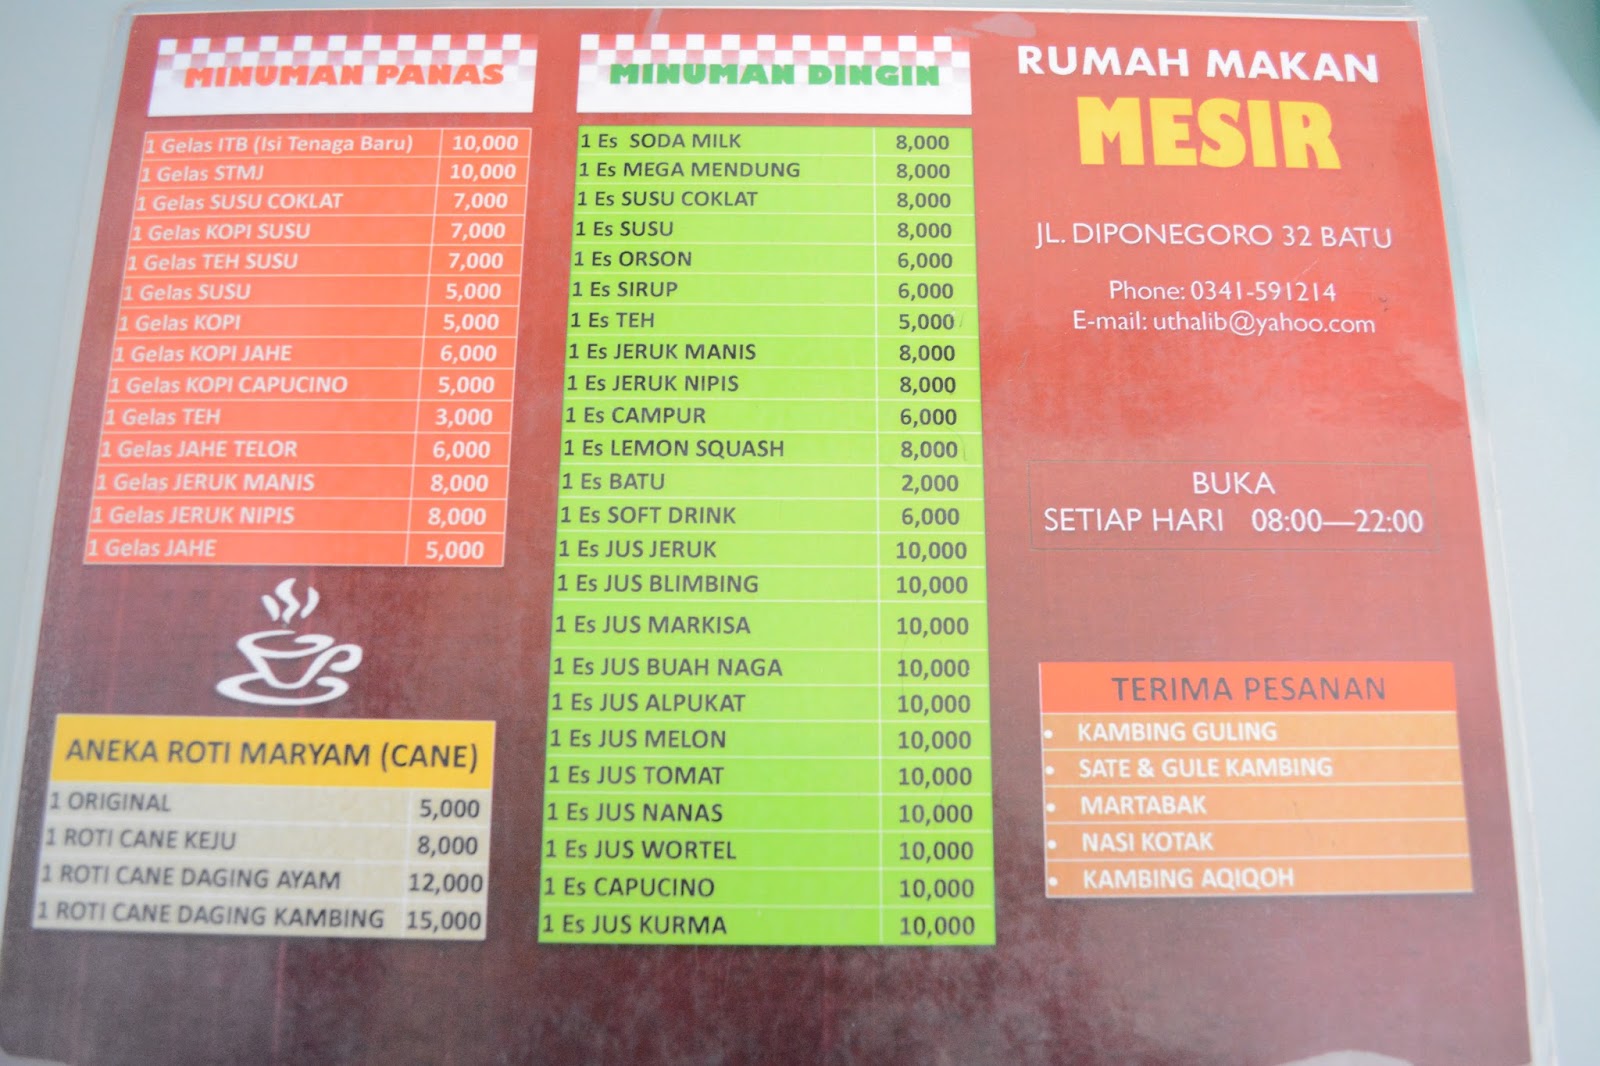 MINUMAN PANAS
1 Gelas ITB (Isi Tenaga Baru) 10,000
1 Gelas STMJ 10,000
1 Gelas SUSU COKLAT 7,000
1 Gelas KOPI SUSU 7,000
1 Gelas TEH SUSU 7,000
1 Gelas SUSU 5,000
1 Gelas KOPI 5,000
1 Gelas KOPI JAHE 6,000
1 Gelas KOPI CAPUCINO 5,000
1 Gelas TEH 3,000
1 Gelas JAHE TELOR 6,000
1 Gelas JERUK MANIS 8,000
1 Gelas JERUK NIPIS 8,000
1 Gelas JAHE 5,000
ANEKA ROTI MARYAM (CANE)
1 ORIGINAL 5,000
1 ROTI CANE KEJU 8,000
1 ROTI CANE DAGING AYAM 12,000
1 ROTI CANE DAGING KAMBING 15,000
MINUMAN DINGIN
1 Es SODA MILK 8,000
1 Es MEGA MENDUNG 8,000
1 Es SUSU COKLAT 8,000
1 Es SUSU 8,000
1 Es ORSON 6,000
1 Es SIRUP 6,000
1 Es TEH 5,000
1 Es JERUK MANIS 8,000
1 Es JERUK NIPIS 8,000
1 Es CAMPUR 6,000
1 Es LEMON SQUASH 8,000
1 Es BATU 2,000
1 Es SOFT DRINK 6,000
1 Es JUS JERUK 10,000
1 Es JUS BLIMBING 10,000
1 Es JUS MARKISA 10,000
1 Es JUS BUAH NAGA 10,000
1 Es JUS ALPUKAT 10,000
1 Es JUS MELON 10,000
1 Es JUS TOMAT 10,000
1 Es JUS NANAS 10,000
1 Es JUS WORTEL 10,000
1 Es CAPUCINO 10,000
1 Es JUS KURMA 10,000
RUMAH MAKAN
MESIR
JL. DIPONEGORO 32 BATU
Phone: 0341-591214
E-mail: uthalib@yahoo.com
BUKA
SETIAP HARI 08:00—22:00
TERIMA PESANAN
• KAMBING GULING
• SATE & GULE KAMBING
• MARTABAK
• NASI KOTAK
• KAMBING AQIQOH